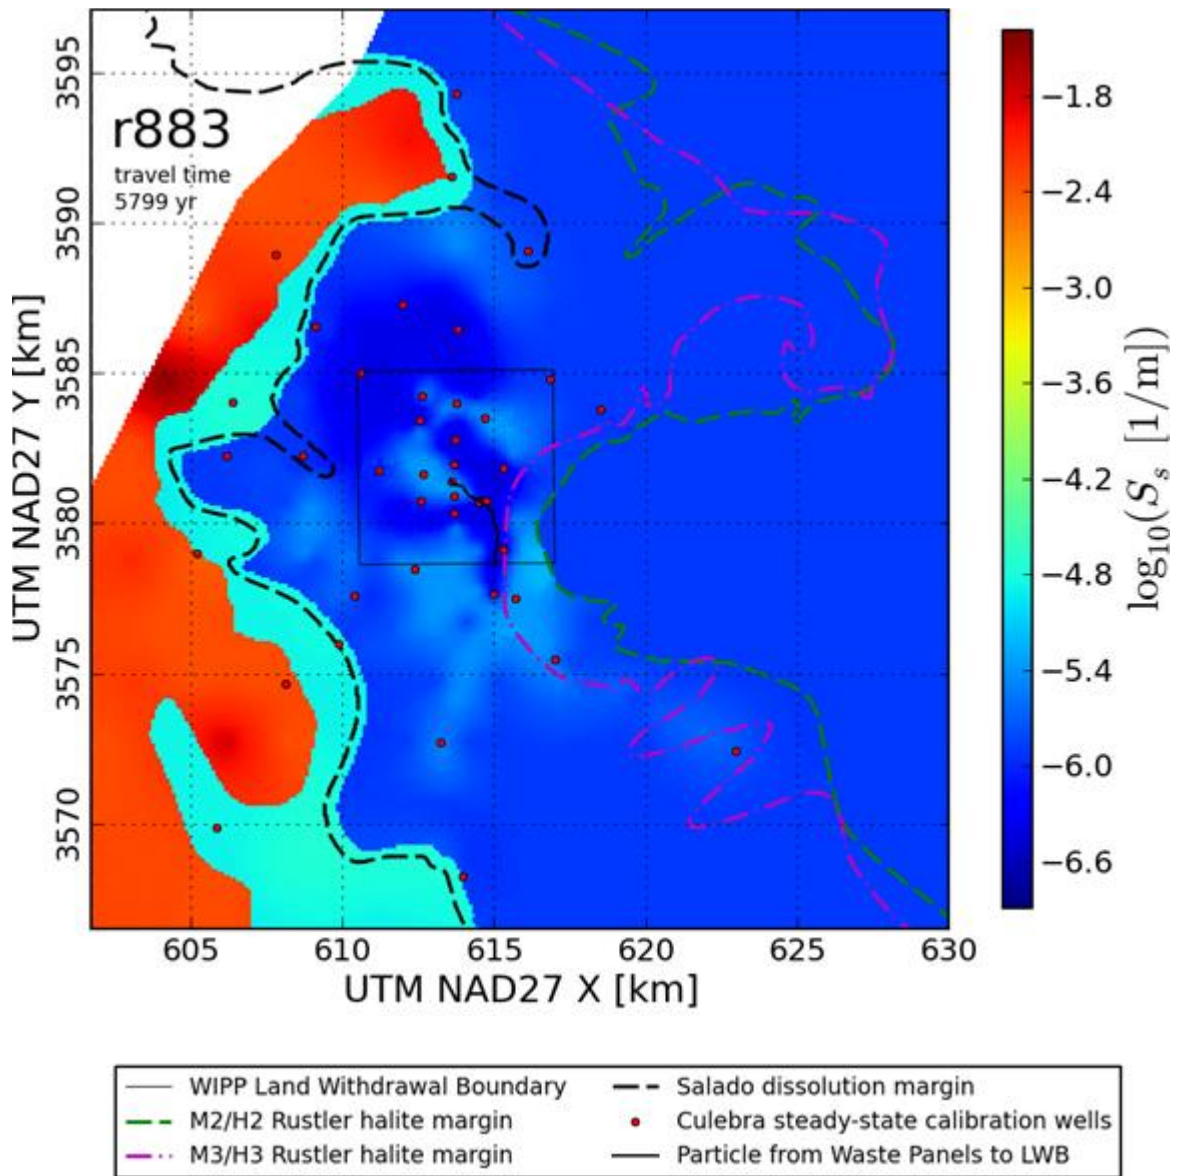 r883
travel time
5799 yr
3595
3590
3585
3580
3575
3570
UTM NAD27 Y [km]
605 610 615 620 625 630
UTM NAD27 X [km]
−1.8
−2.4
−3.0
−3.6
−4.2
−4.8
−5.4
−6.0
−6.6
log₁₀(Sₛ [1/m])
WIPP Land Withdrawal Boundary
M2/H2 Rustler halite margin
M3/H3 Rustler halite margin
Salado dissolution margin
Culebra steady-state calibration wells
Particle from Waste Panels to LWB